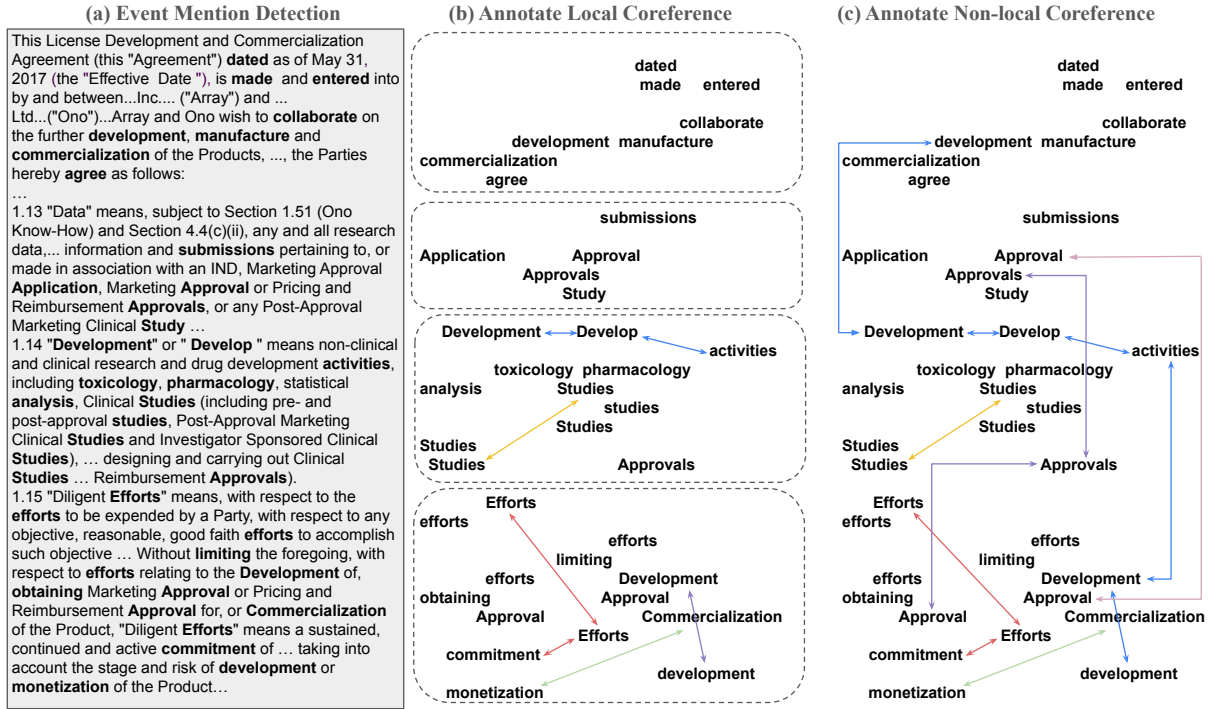 (a) Event Mention Detection
This License Development and Commercialization
Agreement (this "Agreement") dated as of May 31,
2017 (the "Effective Date "), is made and entered into
by and between...Inc.... ("Array") and ...
Ltd...("Ono")...Array and Ono wish to collaborate on
the further development, manufacture and
commercialization of the Products, ..., the Parties
hereby agree as follows:
...
1.13 "Data" means, subject to Section 1.51 (Ono
Know-How) and Section 4.4(c)(ii), any and all research
data,... information and submissions pertaining to, or
made in association with an IND, Marketing Approval
Application, Marketing Approval or Pricing and
Reimbursement Approvals, or any Post-Approval
Marketing Clinical Study ...
1.14 "Development" or " Develop " means non-clinical
and clinical research and drug development activities,
including toxicology, pharmacology, statistical
analysis, Clinical Studies (including pre- and
post-approval studies, Post-Approval Marketing
Clinical Studies and Investigator Sponsored Clinical
Studies), ... designing and carrying out Clinical
Studies ... Reimbursement Approvals).
1.15 "Diligent Efforts" means, with respect to the
efforts to be expended by a Party, with respect to any
objective, reasonable, good faith efforts to accomplish
such objective ... Without limiting the foregoing, with
respect to efforts relating to the Development of,
obtaining Marketing Approval or Pricing and
Reimbursement Approval for, or Commercialization
of the Product, "Diligent Efforts" means a sustained,
continued and active commitment of ... taking into
account the stage and risk of development or
monetization of the Product...
(b) Annotate Local Coreference
dated
made entered
collaborate
development manufacture
commercialization
agree
submissions
Application Approval
Approvals
Study
Development Develop
activities
toxicology pharmacology
analysis Studies
studies
Studies
Studies
Studies Approvals
Efforts
efforts
efforts
limiting
efforts Development
obtaining Approval
Approval Commercialization
Efforts
commitment
development
monetization
(c) Annotate Non-local Coreference
dated
made entered
collaborate
development manufacture
commercialization
agree
submissions
Application Approval
Approvals
Study
Development Develop
activities
toxicology pharmacology
analysis Studies
studies
Studies
Studies
Studies Approvals
Efforts
efforts
efforts
limiting
efforts Development
obtaining Approval
Approval Commercialization
Efforts
commitment
development
monetization